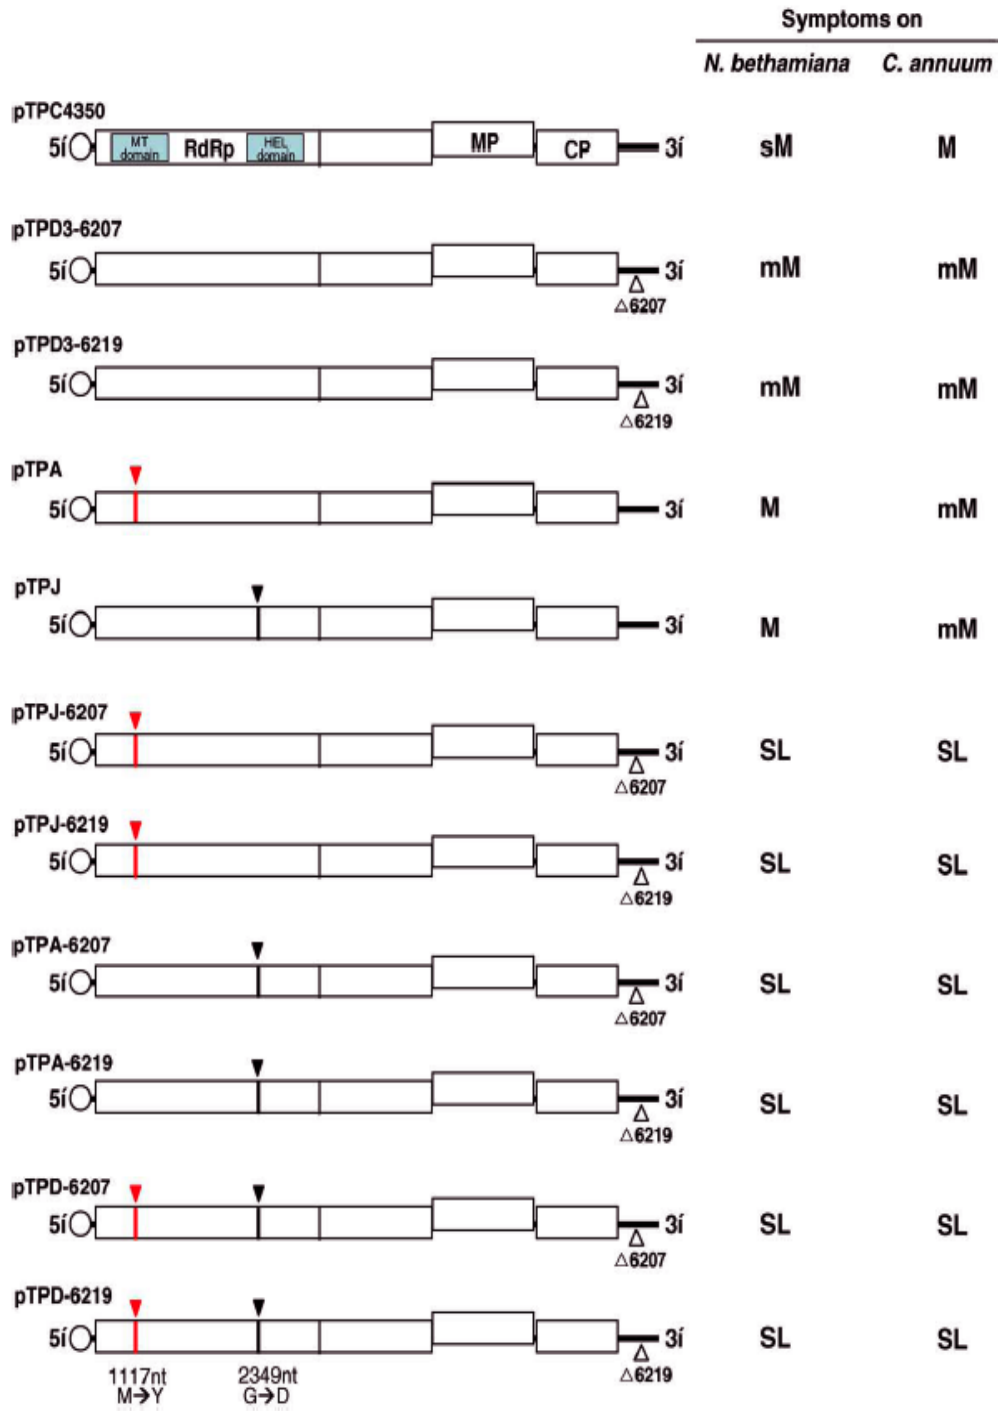 Symptoms on
N. bethamiana C. annuum
pTPC4350
5í MT domain RdRp HEL domain MP CP 3í sM M
pTPD3-6207
5í 3í mM mM
△6207
pTPD3-6219
5í 3í mM mM
△6219
pTPA
5í 3í M mM
pTPJ
5í 3í M mM
pTPJ-6207
5í 3í SL SL
△6207
pTPJ-6219
5í 3í SL SL
△6219
pTPA-6207
5í 3í SL SL
△6207
pTPA-6219
5í 3í SL SL
△6219
pTPD-6207
5í 3í SL SL
△6207
pTPD-6219
5í 3í SL SL
△6219
1117nt 2349nt
M→Y G→D